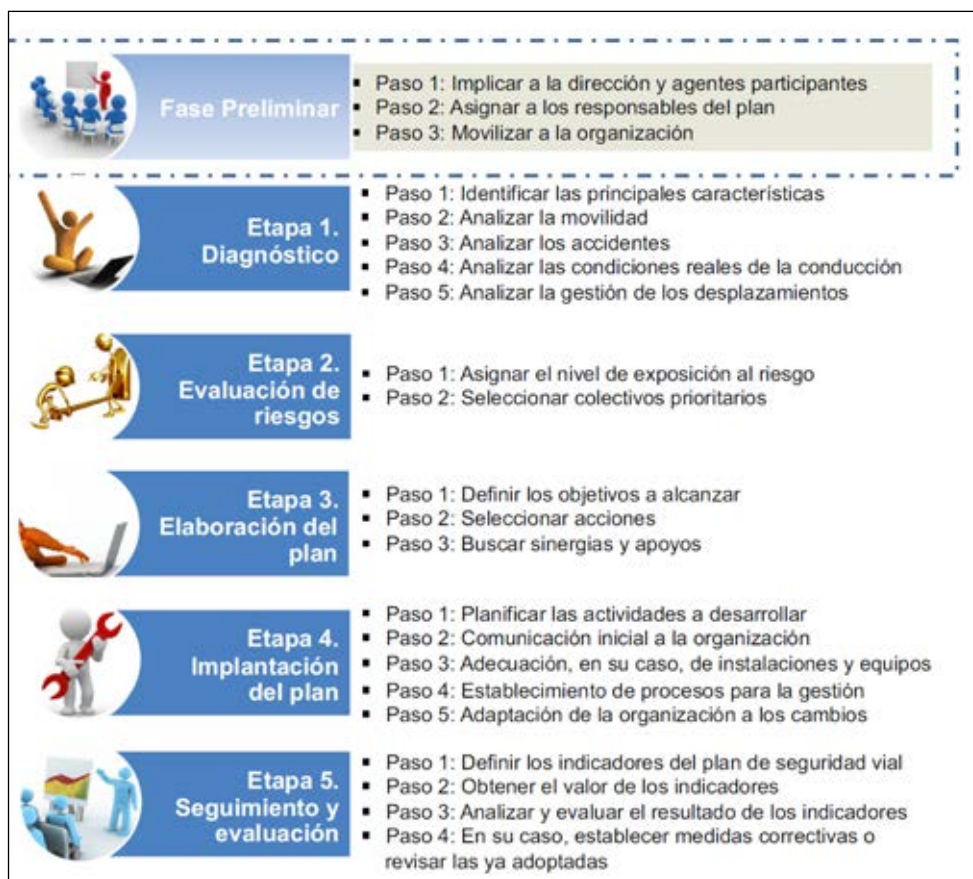 Fase Preliminar
▪ Paso 1: Implicar a la dirección y agentes participantes
▪ Paso 2: Asignar a los responsables del plan
▪ Paso 3: Movilizar a la organización
Etapa 1.
Diagnóstico
▪ Paso 1: Identificar las principales características
▪ Paso 2: Analizar la movilidad
▪ Paso 3: Analizar los accidentes
▪ Paso 4: Analizar las condiciones reales de la conducción
▪ Paso 5: Analizar la gestión de los desplazamientos
Etapa 2.
Evaluación de
riesgos
▪ Paso 1: Asignar el nivel de exposición al riesgo
▪ Paso 2: Seleccionar colectivos prioritarios
Etapa 3.
Elaboración del
plan
▪ Paso 1: Definir los objetivos a alcanzar
▪ Paso 2: Seleccionar acciones
▪ Paso 3: Buscar sinergias y apoyos
Etapa 4.
Implantación
del plan
▪ Paso 1: Planificar las actividades a desarrollar
▪ Paso 2: Comunicación inicial a la organización
▪ Paso 3: Adecuación, en su caso, de instalaciones y equipos
▪ Paso 4: Establecimiento de procesos para la gestión
▪ Paso 5: Adaptación de la organización a los cambios
Etapa 5.
Seguimiento y
evaluación
▪ Paso 1: Definir los indicadores del plan de seguridad vial
▪ Paso 2: Obtener el valor de los indicadores
▪ Paso 3: Analizar y evaluar el resultado de los indicadores
▪ Paso 4: En su caso, establecer medidas correctivas o
revisar las ya adoptadas